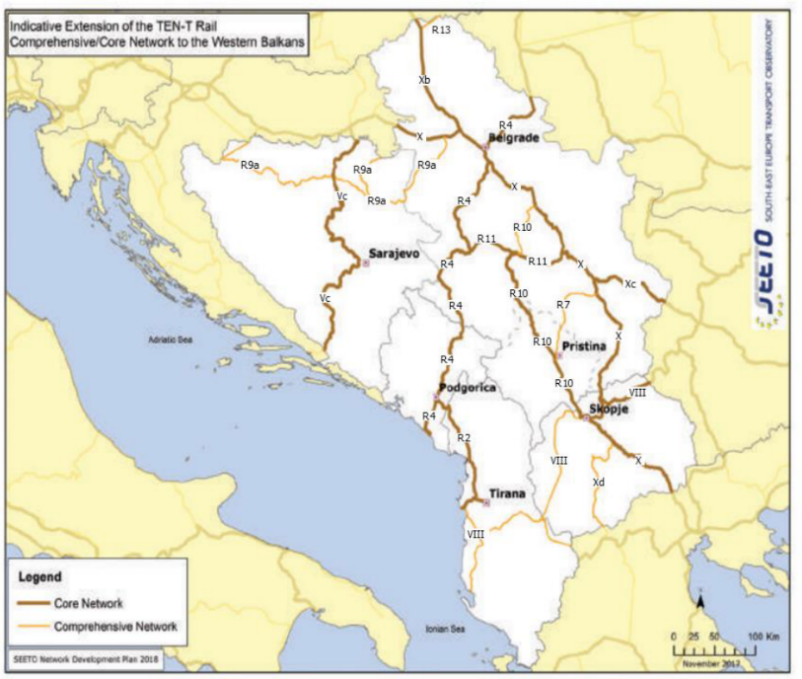 Indicative Extension of the TEN-T Rail
Comprehensive/Core Network to the Western Balkans
R13
Xb
R4
X
Belgrade
R9a
R9a
R9a
R9a
Vc
X
R4
R10
R11
R11
Sarajevo
R4
X
Xc
Vc
R10
R4
R7
X
Adriatic Sea
R10
Pristina
R4
R10
Podgorica
VIII
Skopje
R4
R2
VIII
X
Xd
Tirana
VIII
Ionian Sea
Legend
Core Network
Comprehensive Network
SEETO Network Development Plan 2018
0 25 50 100 Km
November 2017
SEETO SOUTH-EAST EUROPE TRANSPORT OBSERVATORY